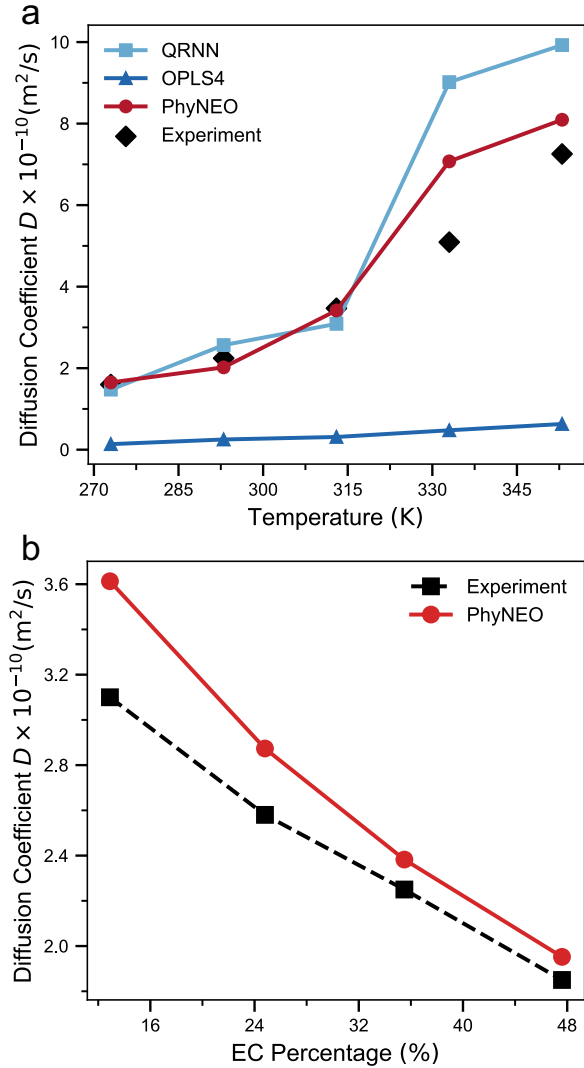 a
Diffusion Coefficient D × 10⁻¹⁰(m²/s)
10
8
6
4
2
0
QRNN
OPLS4
PhyNEO
Experiment
270
285
300
315
330
345
Temperature (K)
b
Diffusion Coefficient D × 10⁻¹⁰(m²/s)
3.6
3.2
2.8
2.4
2.0
Experiment
PhyNEO
16
24
32
40
48
EC Percentage (%)